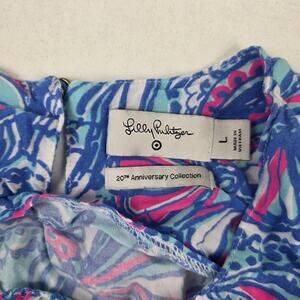 Lilly Pulitzer
L
MADE IN
VIETNAM
20TH Anniversary Collection